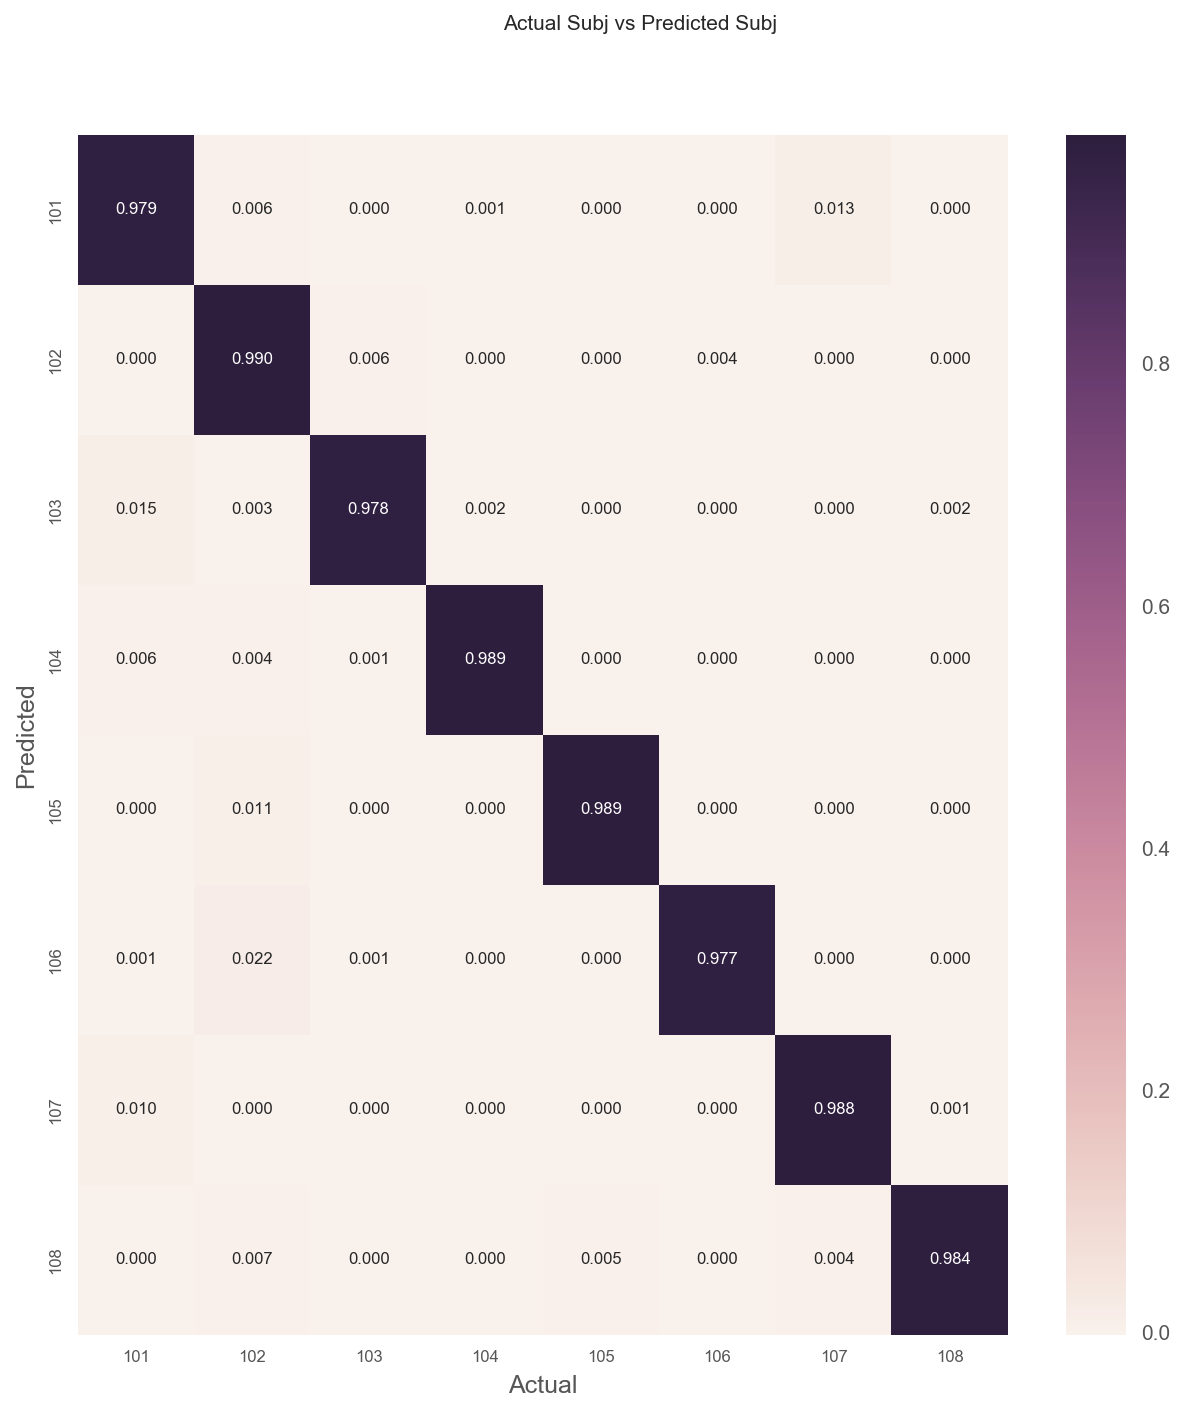 Actual Subj vs Predicted Subj
101 0.979 0.006 0.000 0.001 0.000 0.000 0.013 0.000
102 0.000 0.990 0.006 0.000 0.000 0.004 0.000 0.000
103 0.015 0.003 0.978 0.002 0.000 0.000 0.000 0.002
104 0.006 0.004 0.001 0.989 0.000 0.000 0.000 0.000
105 0.000 0.011 0.000 0.000 0.989 0.000 0.000 0.000
106 0.001 0.022 0.001 0.000 0.000 0.977 0.000 0.000
107 0.010 0.000 0.000 0.000 0.000 0.000 0.988 0.001
108 0.000 0.007 0.000 0.000 0.005 0.000 0.004 0.984
Predicted
101 102 103 104 105 106 107 108
Actual
0.8
0.6
0.4
0.2
0.0